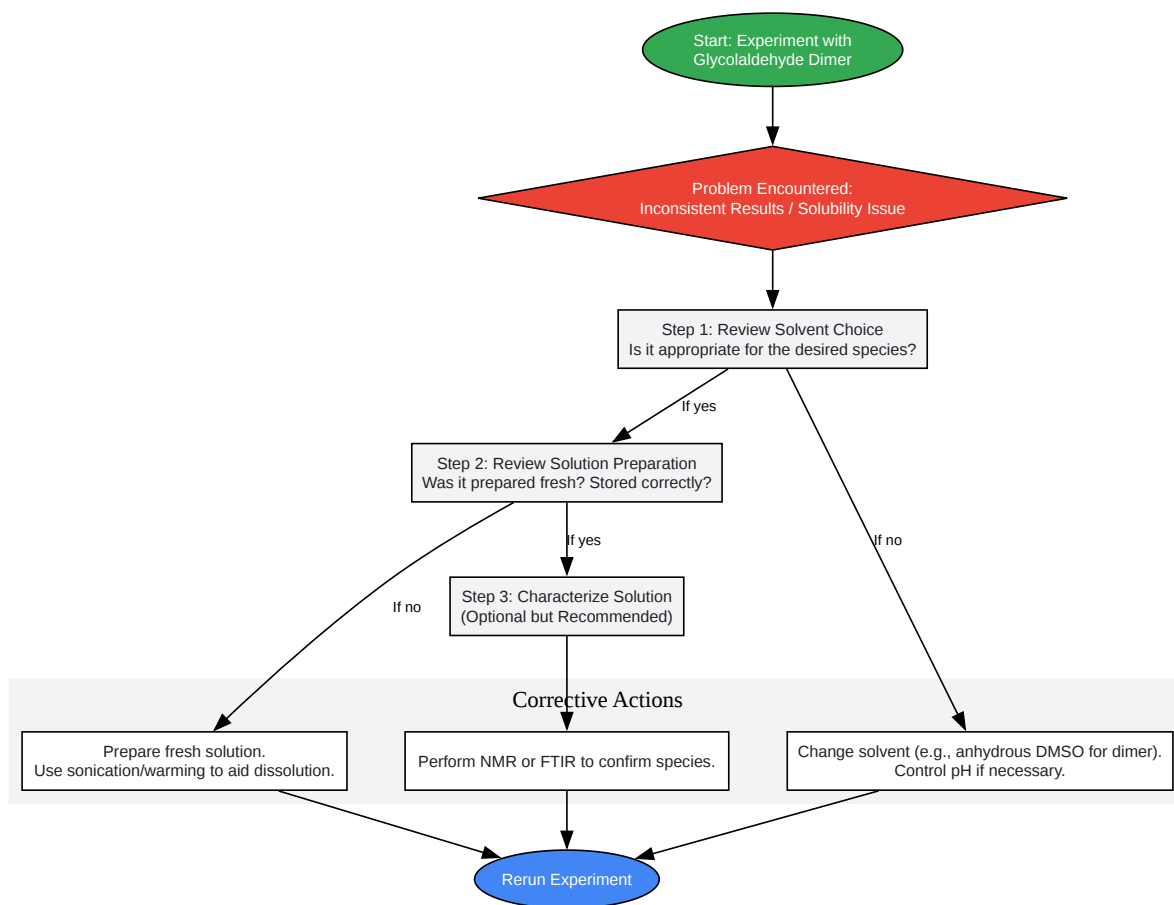 Start: Experiment with
Glycolaldehyde Dimer
Problem Encountered:
Inconsistent Results / Solubility Issue
Step 1: Review Solvent Choice
Is it appropriate for the desired species?
If yes
Step 2: Review Solution Preparation
Was it prepared fresh? Stored correctly?
If yes
If no
Step 3: Characterize Solution
(Optional but Recommended)
If no
Corrective Actions
Prepare fresh solution.
Use sonication/warming to aid dissolution.
Perform NMR or FTIR to confirm species.
Change solvent (e.g., anhydrous DMSO for dimer).
Control pH if necessary.
Rerun Experiment